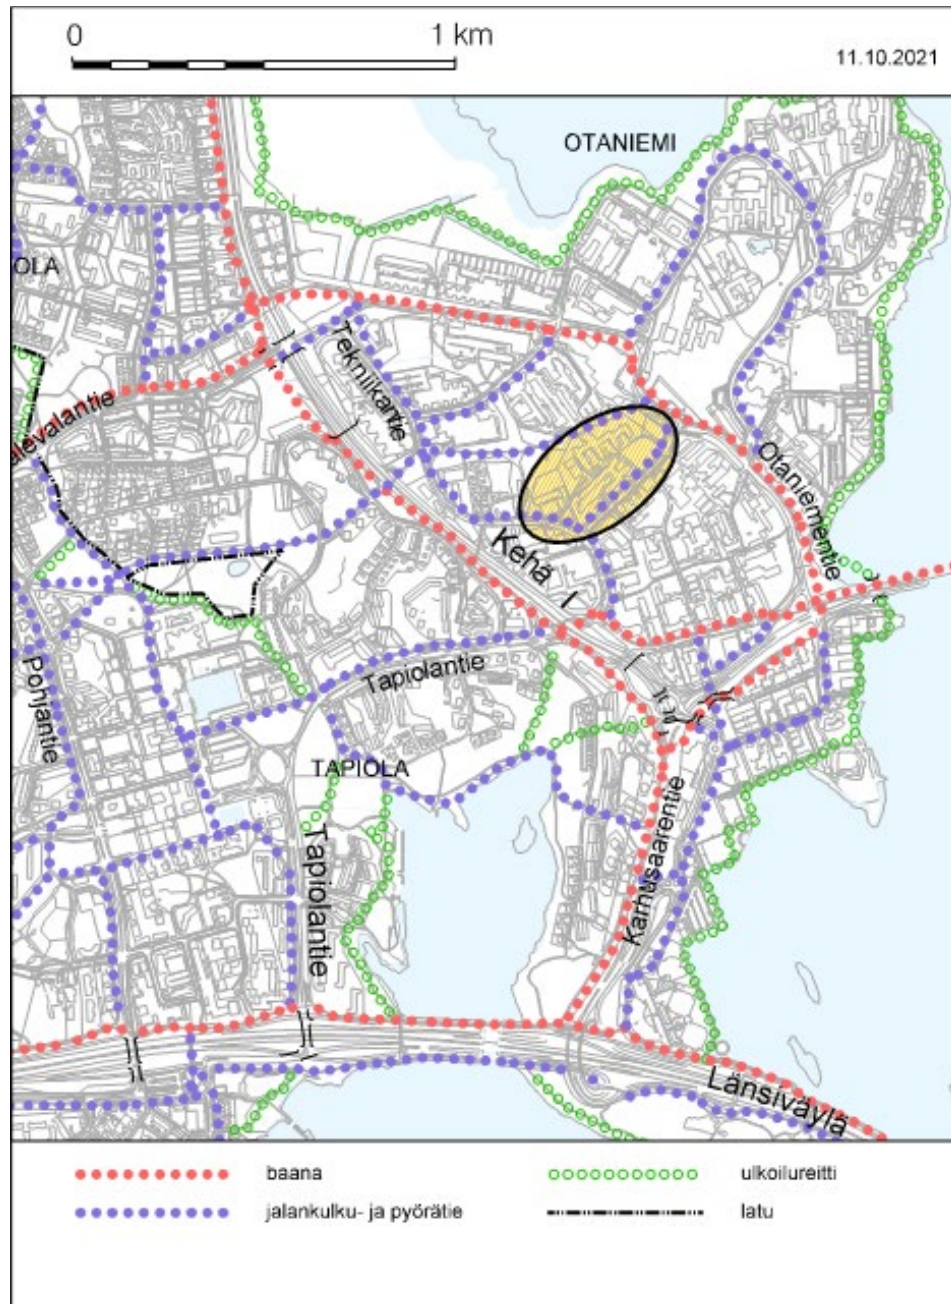 0 1 km
11.10.2021
OTANIEMI
OLA
Tekniikantie
alevalantie
Otaniementie
Kehä I
Pohjantie
Tapiolantie
TAPIOLA
Tapiolantie
Karhusaarentie
Länsiväylä
baana
ulkoilureitti
jalankulku- ja pyörätie
latu